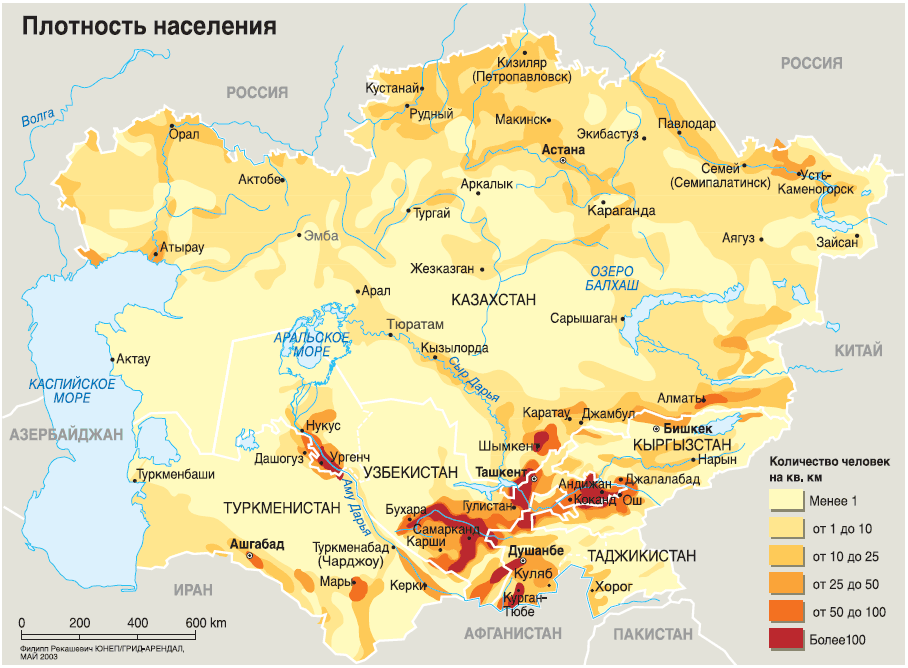 Плотность населения
РОССИЯ
РОССИЯ
Волга
Кизиляр
(Петропавловск)
Кустанай
Рудный
Макинск
Экибастуз
Павлодар
Орал
Астана
Семей
(Семипалатинск)
Усть-
Каменогорск
Актобе
Аркалык
Тургай
Караганда
Эмба
Аягуз
Зайсан
Атырау
Жезказган
ОЗЕРО
БАЛХАШ
Арал
КАЗАХСТАН
Сарышаган
Тюратам
АРАЛЬСКОЕ
МОРЕ
Кызылорда
КИТАЙ
Актау
Сыр Дарья
КАСПИЙСКОЕ
МОРЕ
Алматы
Каратау
Джамбул
АЗЕРБАЙДЖАН
Нукус
Бишкек
Шымкент
КЫРГЫЗСТАН
Дашогуз
Ургенч
УЗБЕКИСТАН
Ташкент
Нарын
Туркменбаши
Андижан
Джалалабад
Аму Дарья
Коканд
Ош
ТУРКМЕНИСТАН
Бухара
Гулистан
Самарканд
Карши
Ашгабад
Туркменабад
(Чарджоу)
Душанбе
ТАДЖИКИСТАН
Мары
Керки
Куляб
Хорог
ИРАН
Курган-
Тюбе
АФГАНИСТАН
ПАКИСТАН
Количество человек
на кв, км
Менее 1
от 1 до 10
от 10 до 25
от 25 до 50
от 50 до 100
Более100
0 200 400 600 km
Филипп Рекашевич ЮНЕП/ГРИД-АРЕНДАЛ,
МАЙ 2003